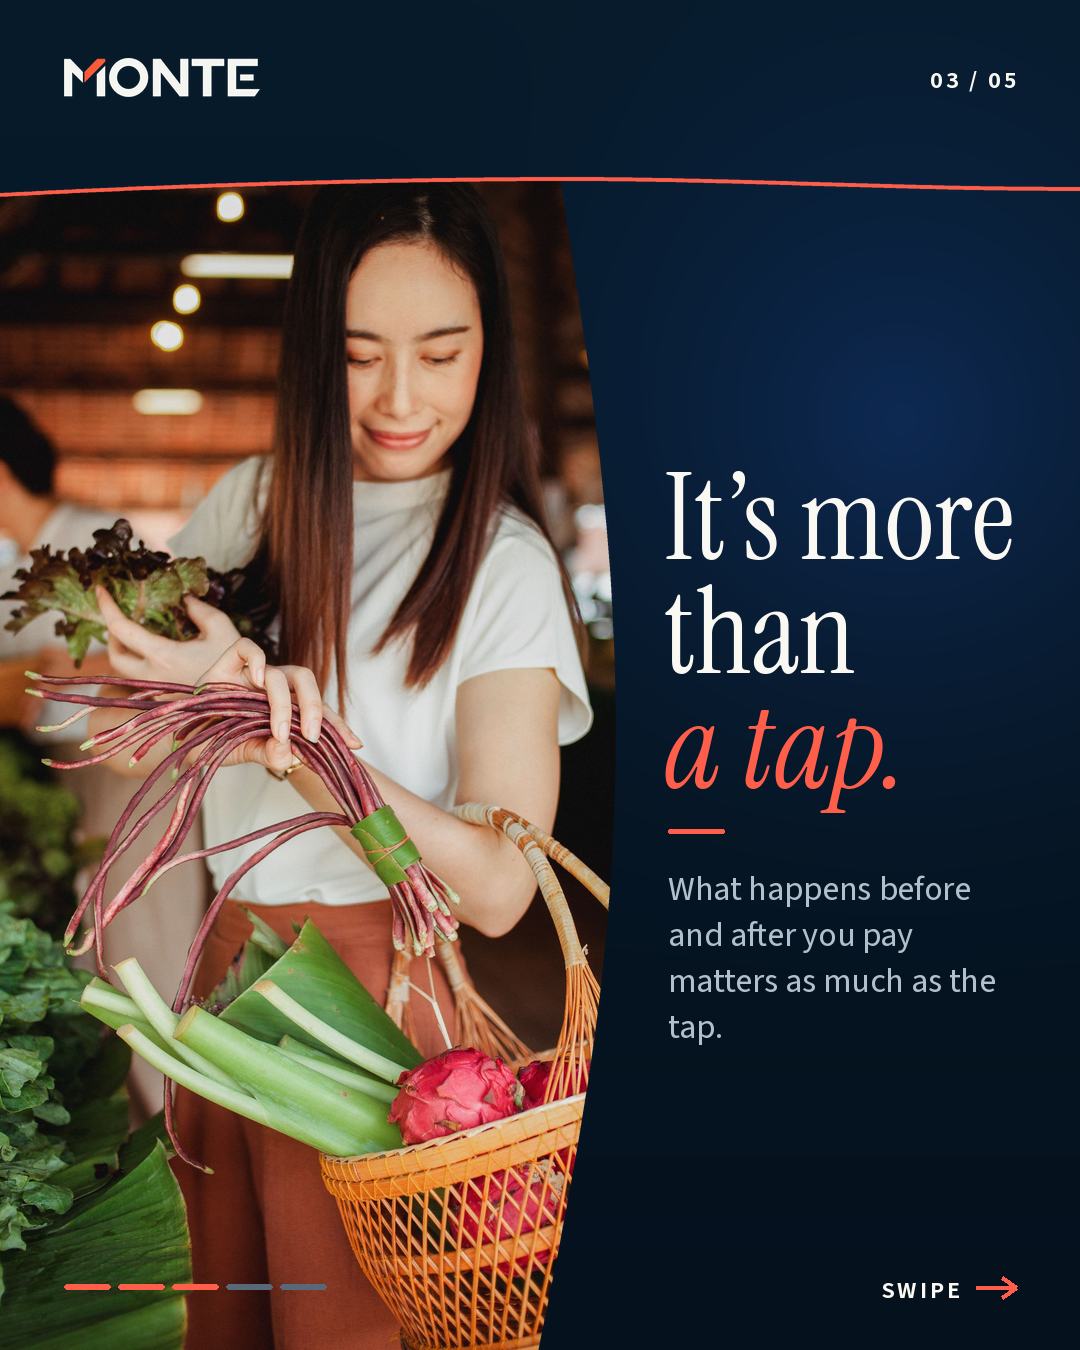 MONTE
03 / 05
It’s more
than
a tap.
What happens before
and after you pay
matters as much as the
tap.
SWIPE